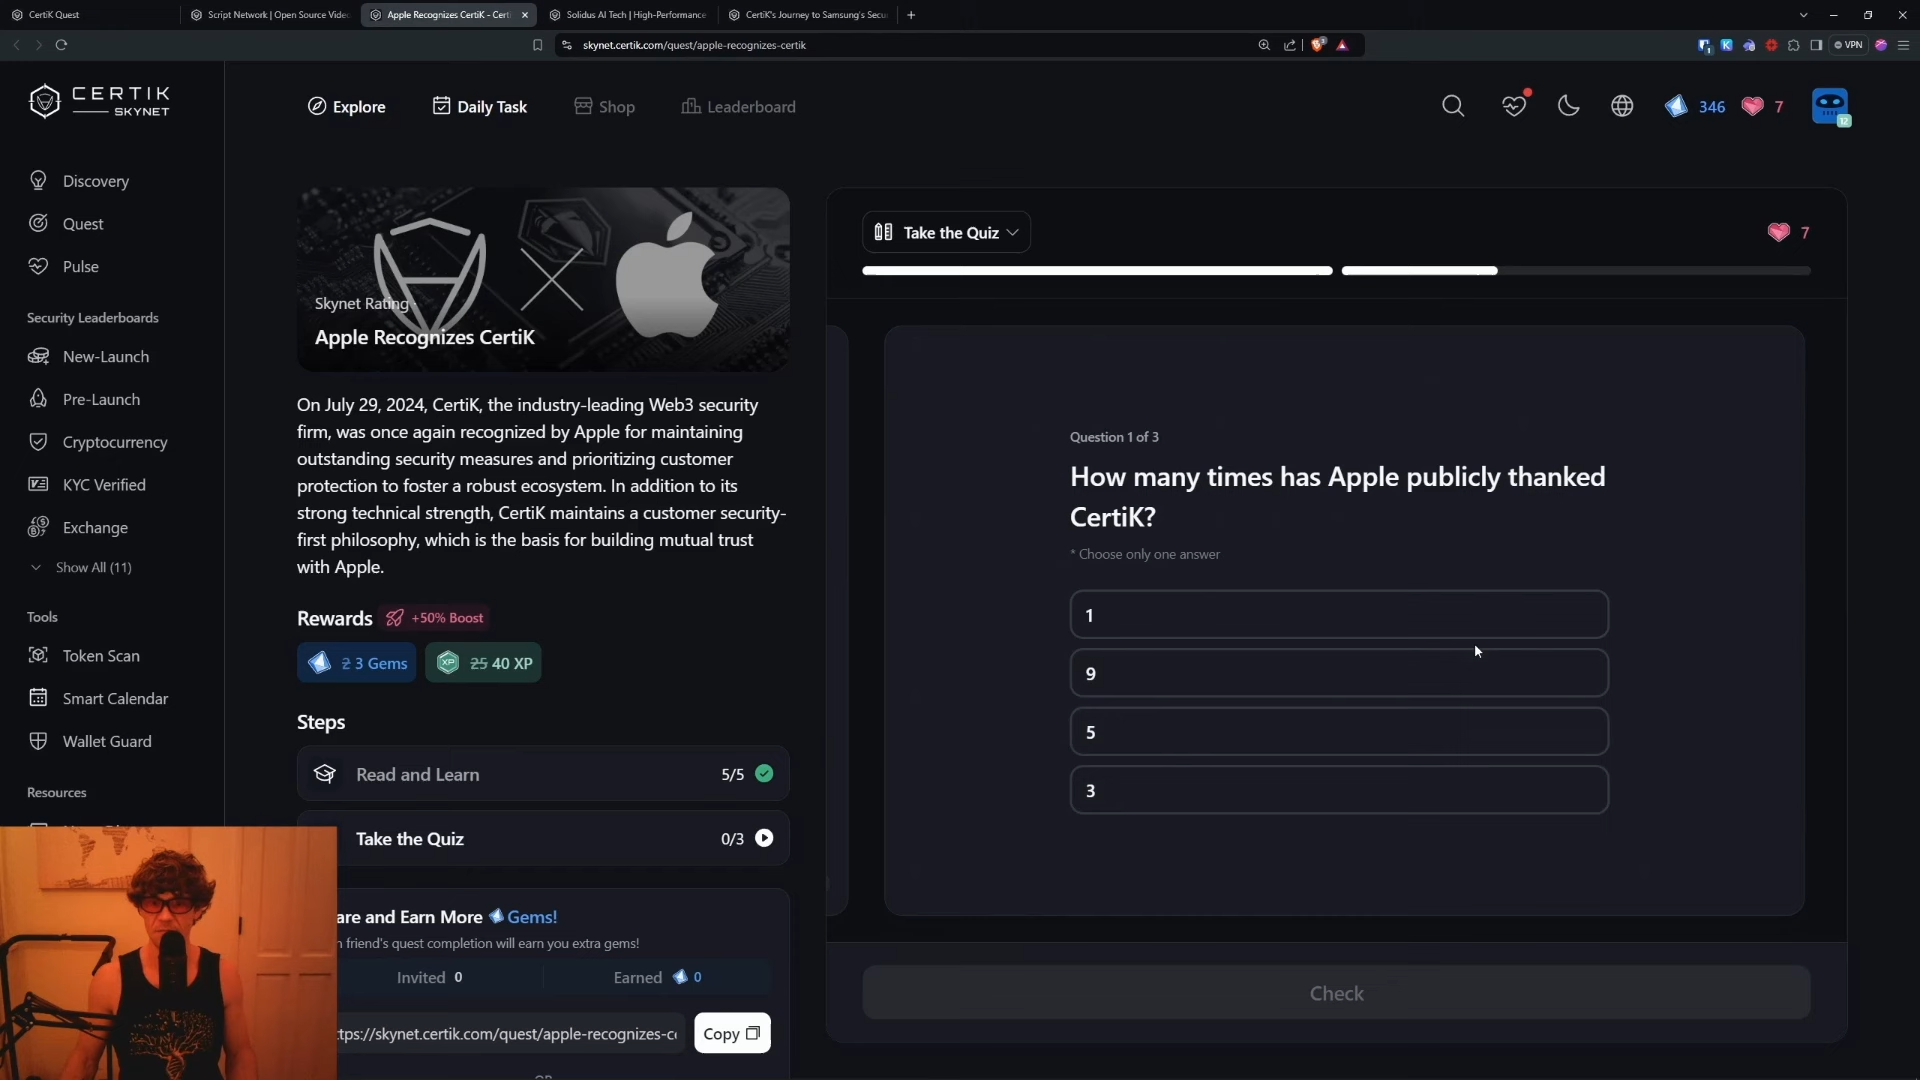 CertiK Quest
Script Network | Open Source Video
Apple Recognizes CertiK - Certi
Solidus AI Tech | High-Performance
CertiK's Journey to Samsung's Secu
skynet.certik.com/quest/apple-recognizes-certik
VPN
CERTIK
SKYNET
Explore
Daily Task
Shop
Leaderboard
346
7
12
Discovery
Quest
Pulse
Security Leaderboards
New-Launch
Pre-Launch
Cryptocurrency
KYC Verified
Exchange
Show All (11)
Tools
Token Scan
Smart Calendar
Wallet Guard
Resources
Skynet Rating ·
Apple Recognizes CertiK
On July 29, 2024, CertiK, the industry-leading Web3 security
firm, was once again recognized by Apple for maintaining
outstanding security measures and prioritizing customer
protection to foster a robust ecosystem. In addition to its
strong technical strength, CertiK maintains a customer security-
first philosophy, which is the basis for building mutual trust
with Apple.
Rewards
+50% Boost
2 3 Gems
XP
25 40 XP
Steps
Read and Learn
5/5
Take the Quiz
0/3
are and Earn More Gems!
friend's quest completion will earn you extra gems!
Invited 0
Earned 0
tps://skynet.certik.com/quest/apple-recognizes-ce
Copy
OR
Take the Quiz
7
Question 1 of 3
How many times has Apple publicly thanked
CertiK?
* Choose only one answer
1
9
5
3
Check